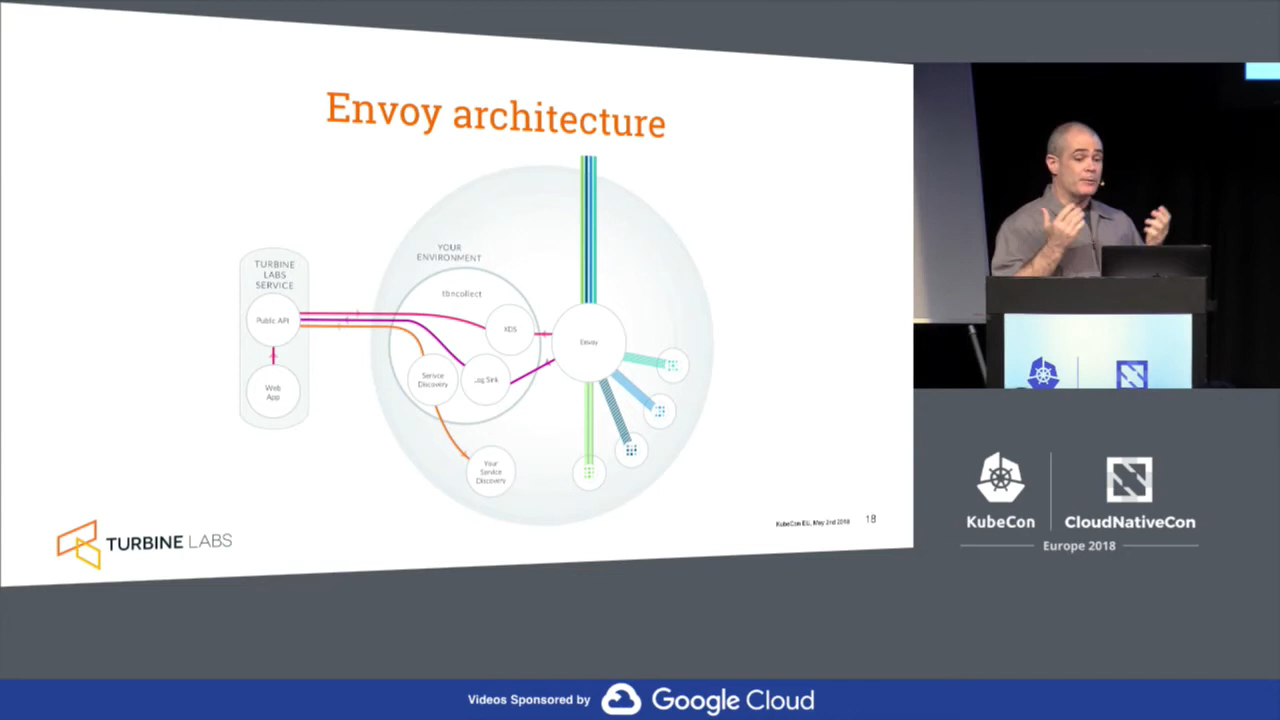 Envoy architecture
YOUR
ENVIRONMENT
TURBINE
LABS
SERVICE
tbncollect
Public API
XDS
Envoy
Service
Discovery
Log Sink
Web
App
Your
Service
Discovery
KubeCon EU, May 2nd 2018
18
TURBINE LABS
KubeCon
CloudNativeCon
Europe 2018
Videos Sponsored by
Google Cloud